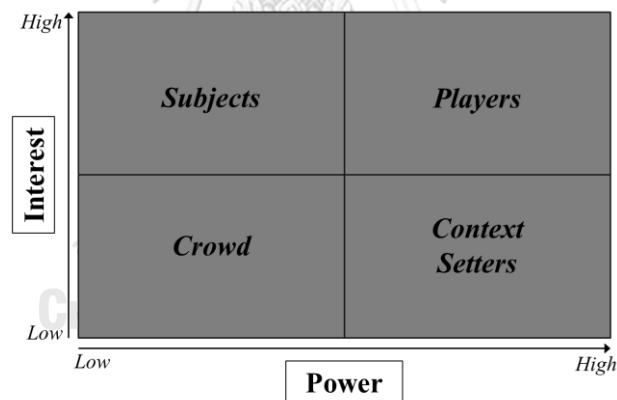 High
Subjects
Players
Interest
Crowd
Context
Setters
Low
Low
High
Power